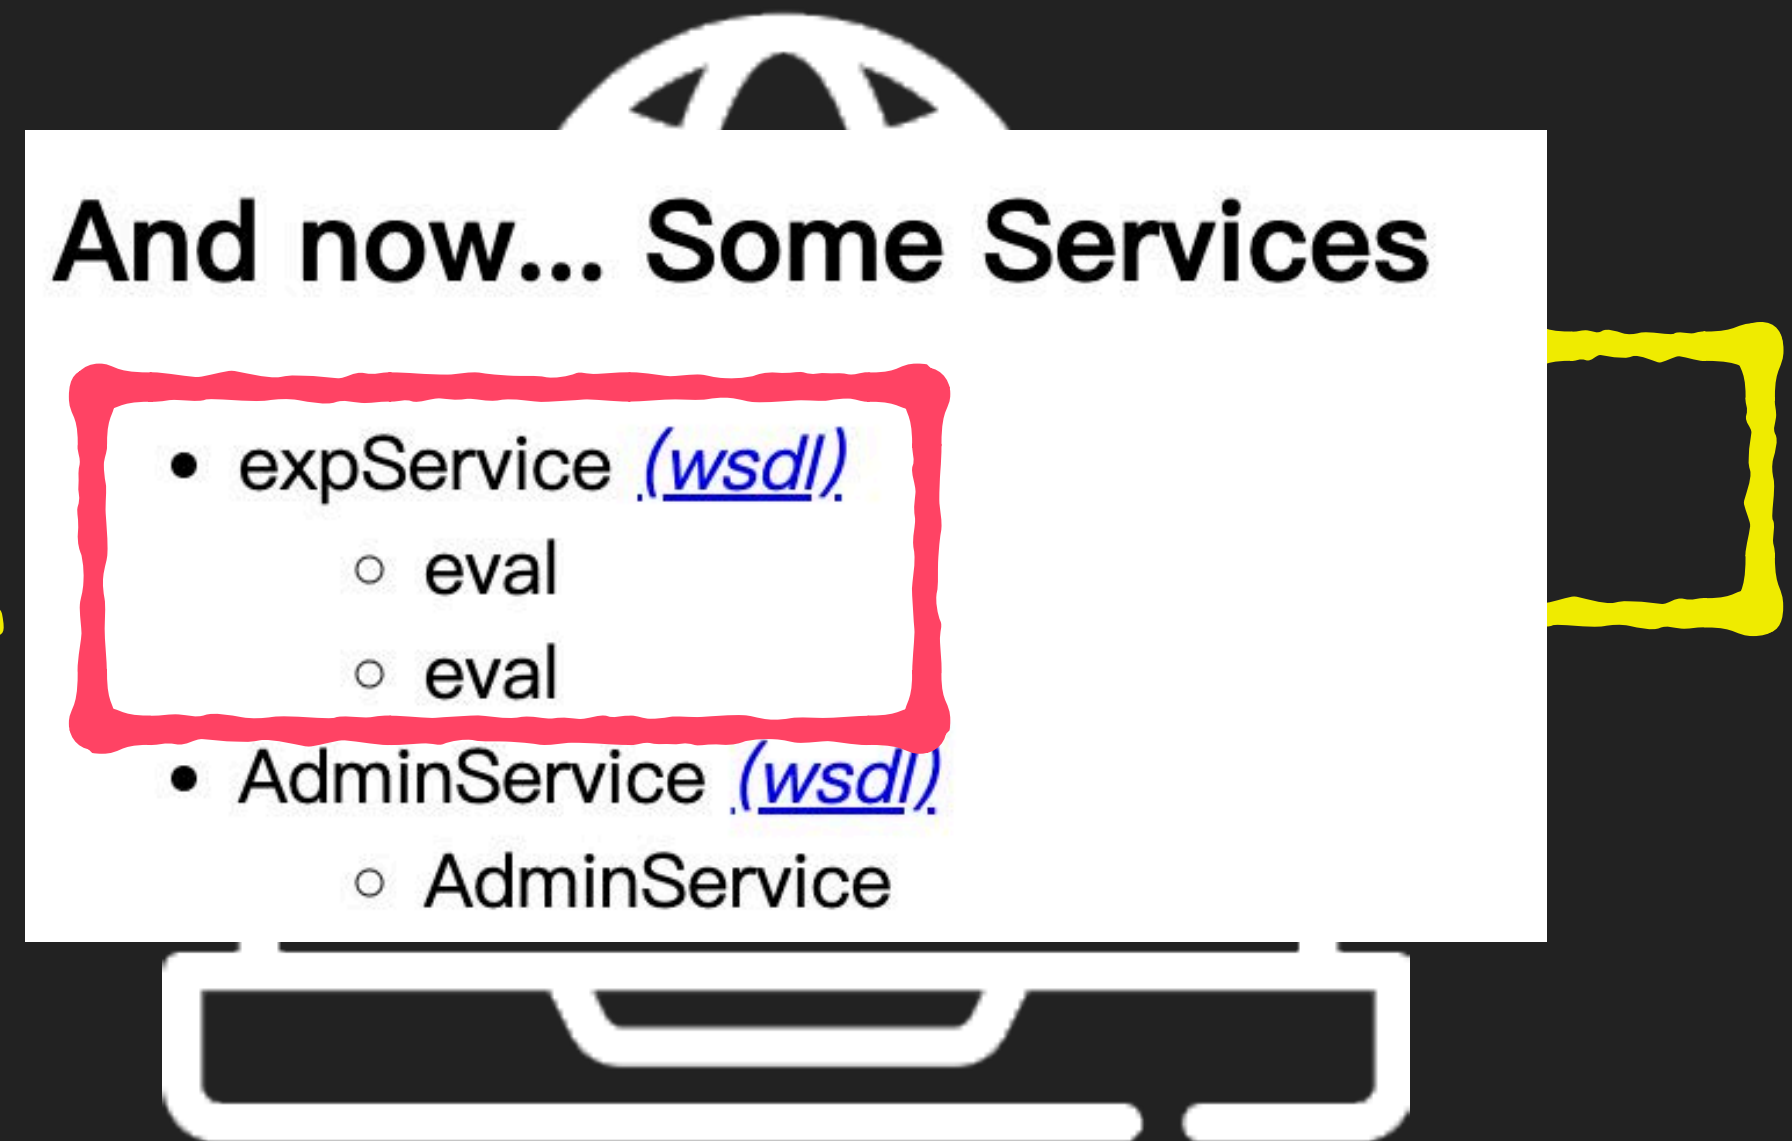 And now... Some Services
expService (wsdl)
eval
eval
AdminService (wsdl)
AdminService